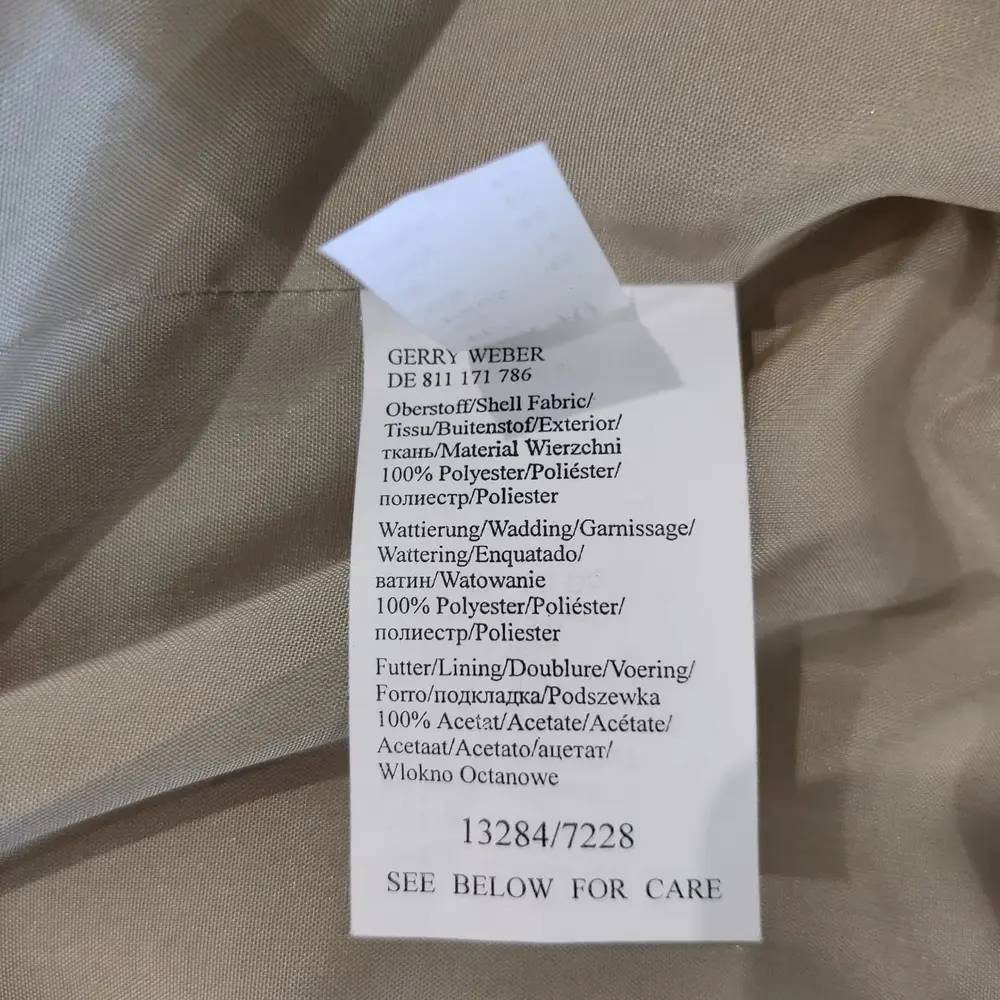 GERRY WEBER
DE 811 171 786
Oberstoff/Shell Fabric/
Tissu/Buitenstof/Exterior/
ткань/Material Wierzchni
100% Polyester/Poliéster/
полиестр/Poliester
Wattierung/Wadding/Garnissage/
Wattering/Enquatado/
ватин/Watowanie
100% Polyester/Poliéster/
полиестр/Poliester
Futter/Lining/Doublure/Voering/
Forro/подкладка/Podszewka
100% Acetat/Acetate/Acétate/
Acetaat/Acetato/ацетат/
Wlokno Octanowe
13284/7228
SEE BELOW FOR CARE